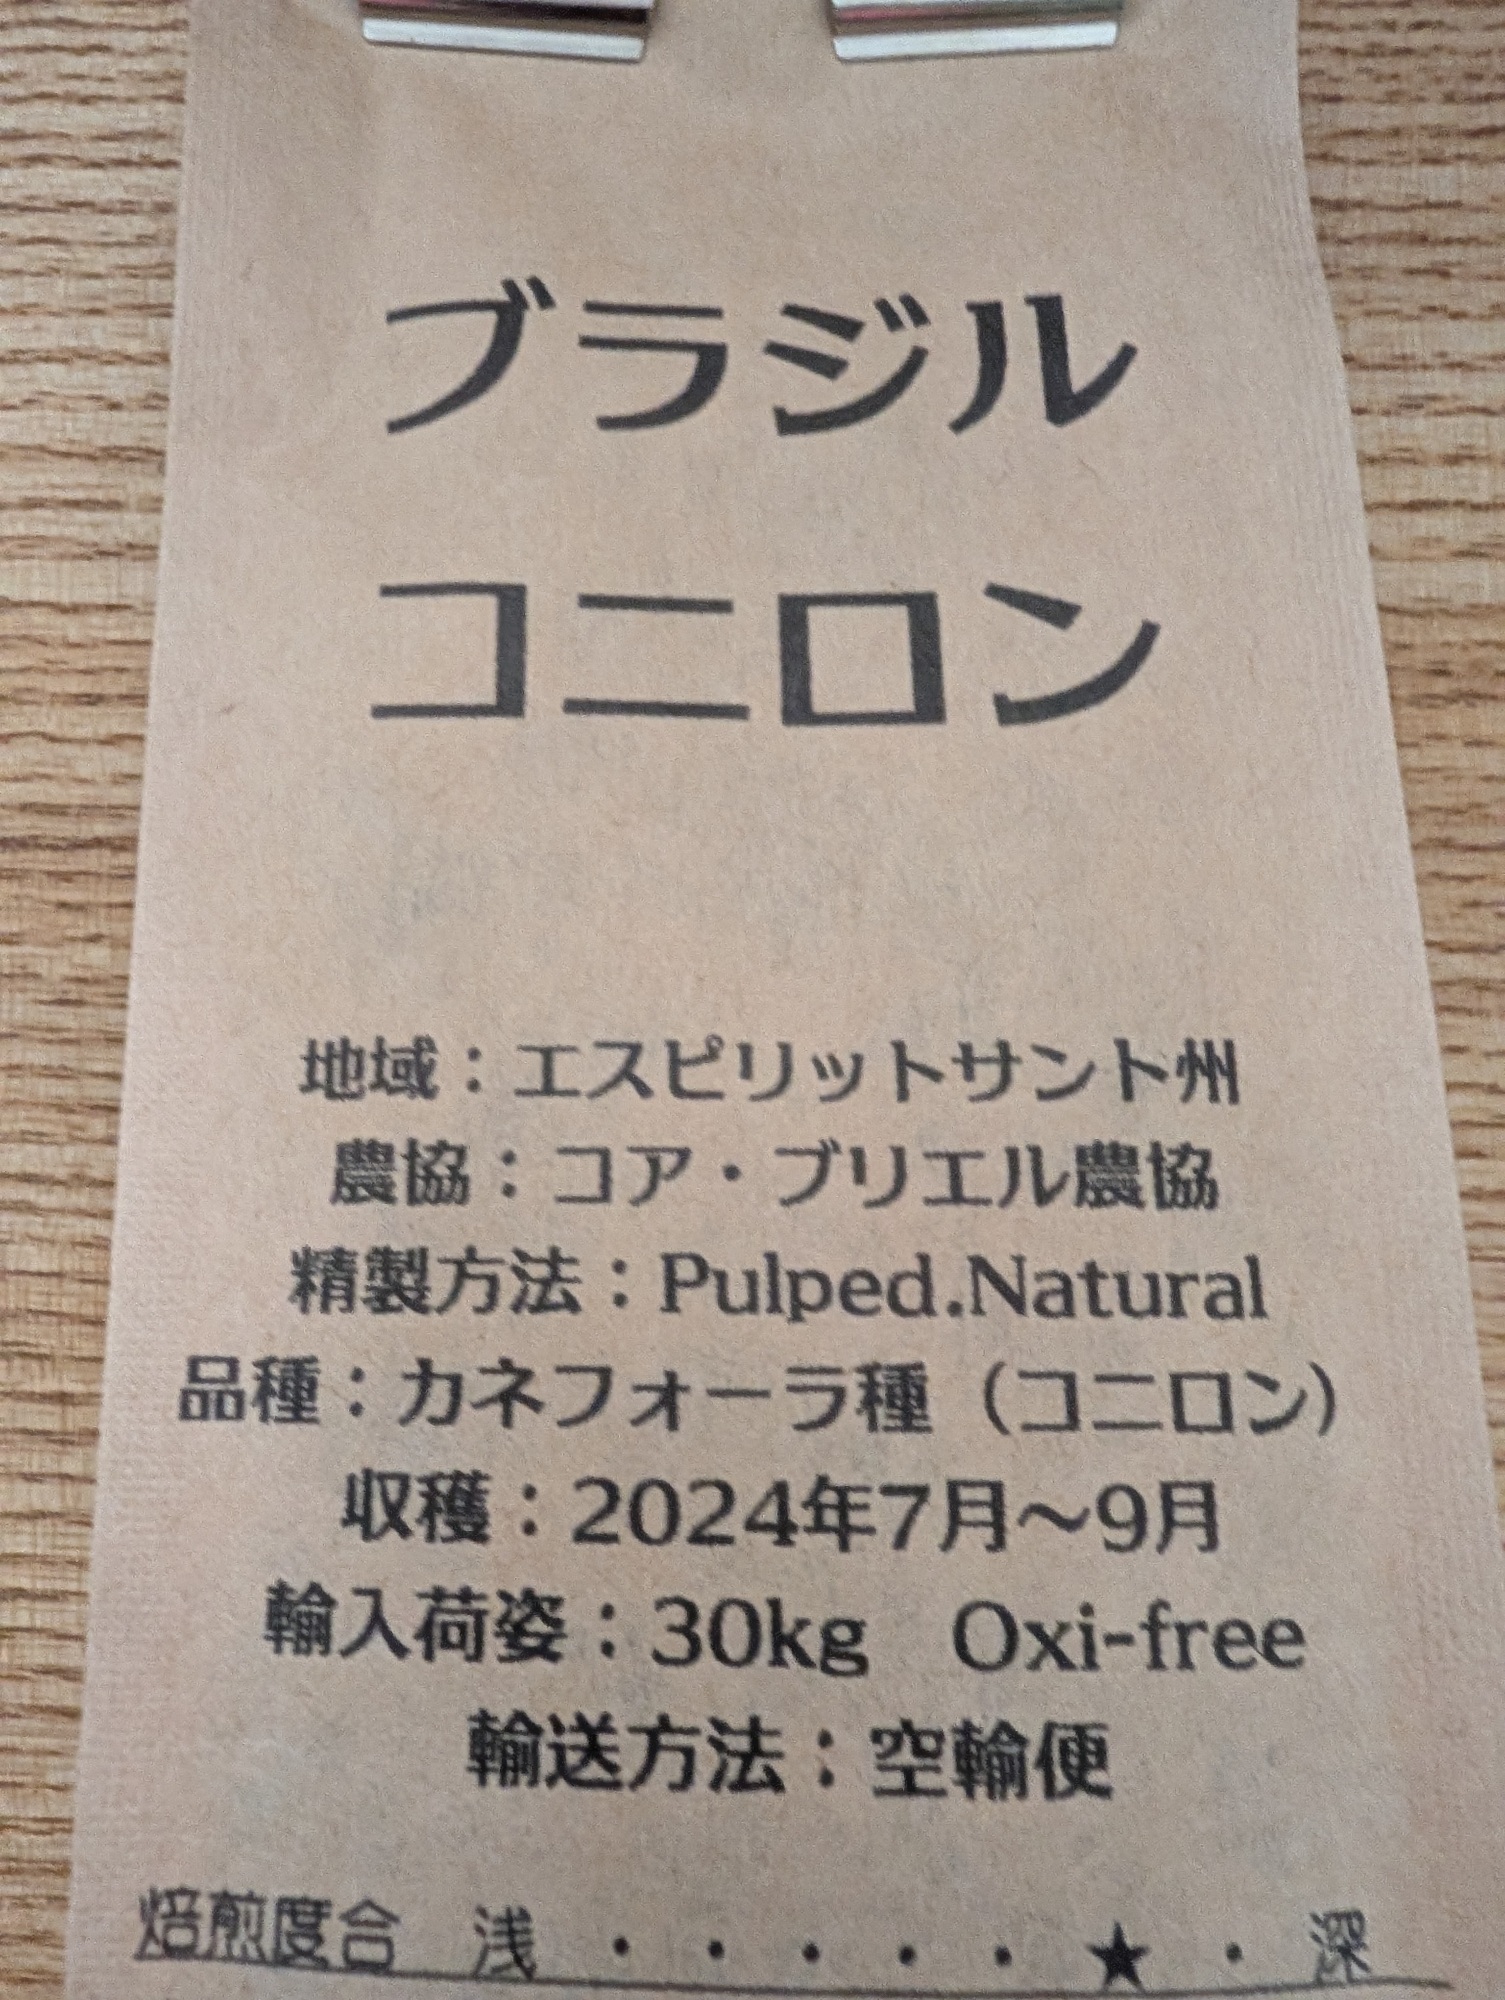 ブラジル
コニロン
地域：エスピリットサント州
農協：コア・ブリエル農協
精製方法：Pulped.Natural
品種：カネフォーラ種（コニロン）
収穫：2024年7月～9月
輸入荷姿：30kg　Oxi-free
輸送方法：空輸便
焙煎度合　浅　・・・・・★・深